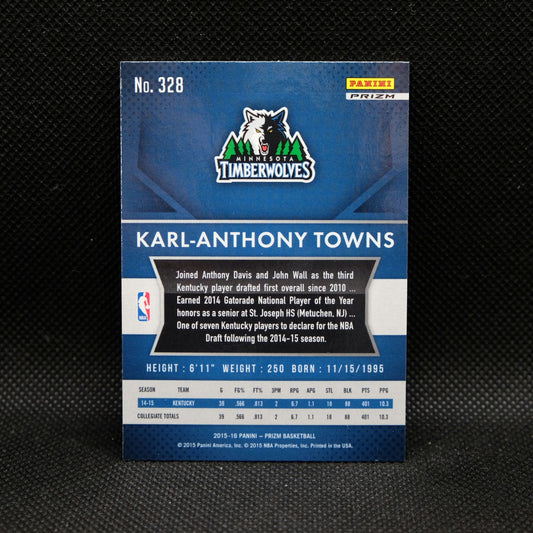 No. 328
PANINI
PRIZM
MINNESOTA
TIMBERWOLVES
KARL-ANTHONY TOWNS
Joined Anthony Davis and John Wall as the third
Kentucky player drafted first overall since 2010 ...
Earned 2014 Gatorade National Player of the Year
honors as a senior at St. Joseph HS (Metuchen, NJ) ...
One of seven Kentucky players to declare for the NBA
Draft following the 2014-15 season.
NBA
HEIGHT : 6'11" WEIGHT : 250 BORN : 11/15/1995
SEASON TEAM G FG% FT% 3PM RPG APG STL BLK PTS PPG
14-15 KENTUCKY 39 .566 .813 2 6.7 1.1 18 88 401 10.3
COLLEGIATE TOTALS 39 .566 .813 2 6.7 1.1 18 88 401 10.3
2015-16 PANINI – PRIZM BASKETBALL
© 2015 Panini America, Inc. © 2015 NBA Properties, Inc. Printed in the USA.